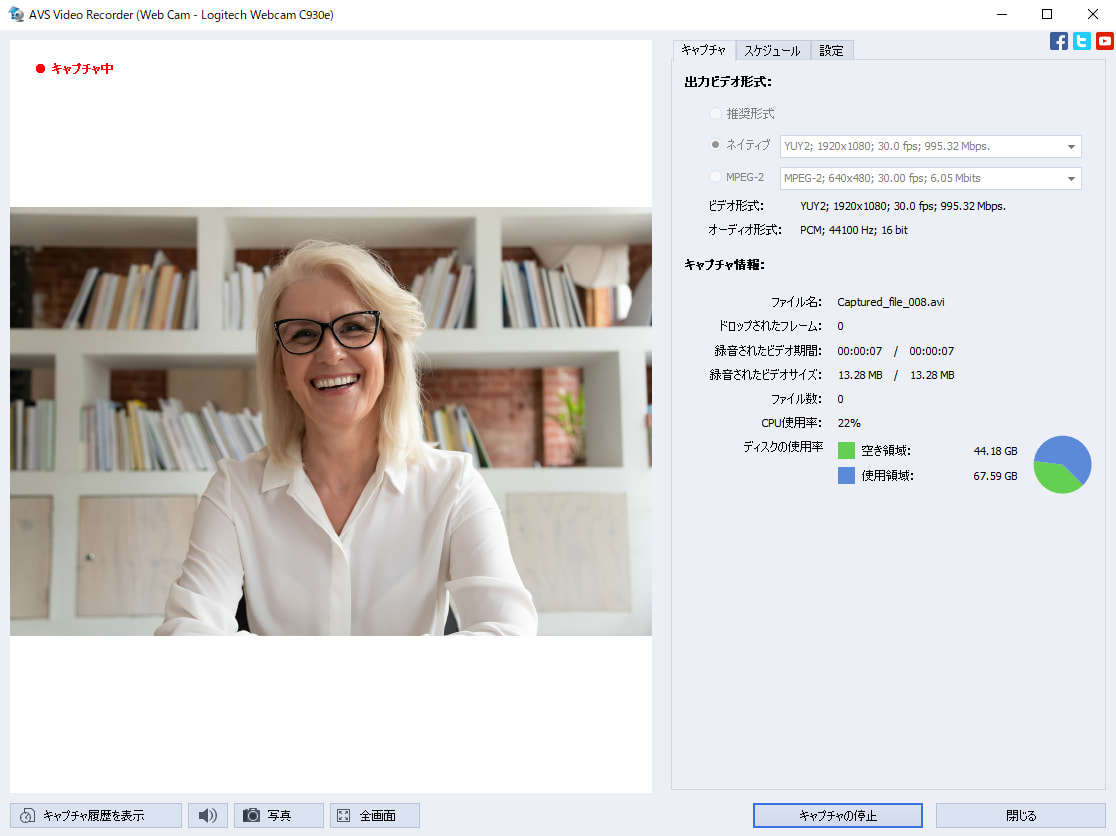 AVS Video Recorder (Web Cam - Logitech Webcam C930e)
キャプチャ中
キャプチャ スケジュール 設定
出力ビデオ形式:
推奨形式
ネイティブ YUY2; 1920x1080; 30.0 fps; 995.32 Mbps.
MPEG-2 MPEG-2; 640x480; 30.00 fps; 6.05 Mbits
ビデオ形式: YUY2; 1920x1080; 30.0 fps; 995.32 Mbps.
オーディオ形式: PCM; 44100 Hz; 16 bit
キャプチャ情報:
ファイル名: Captured_file_008.avi
ドロップされたフレーム: 0
録音されたビデオ期間: 00:00:07 / 00:00:07
録音されたビデオサイズ: 13.28 MB / 13.28 MB
ファイル数: 0
CPU使用率: 22%
ディスクの使用率 空き領域: 44.18 GB
使用領域: 67.59 GB
キャプチャ履歴を表示 写真 全画面 キャプチャの停止 閉じる